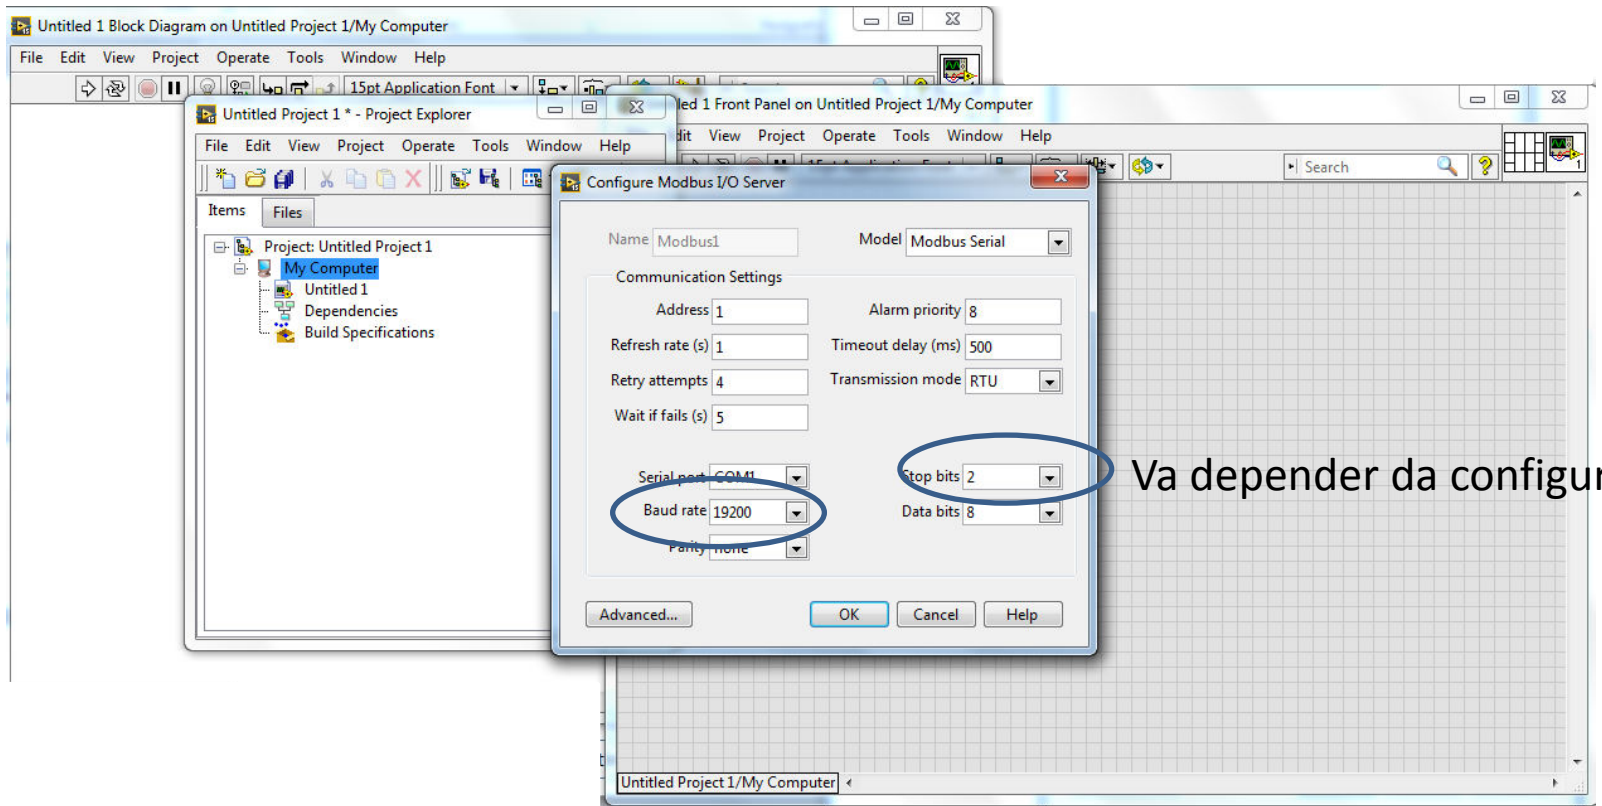 Untitled 1 Block Diagram on Untitled Project 1/My Computer
File Edit View Project Operate Tools Window Help
15pt Application Font
Untitled Project 1 * - Project Explorer
File Edit View Project Operate Tools Window Help
Items Files
Project: Untitled Project 1
My Computer
Untitled 1
Dependencies
Build Specifications
led 1 Front Panel on Untitled Project 1/My Computer
dit View Project Operate Tools Window Help
Search
Configure Modbus I/O Server
Name Modbus1 Model Modbus Serial
Communication Settings
Address 1 Alarm priority 8
Refresh rate (s) 1 Timeout delay (ms) 500
Retry attempts 4 Transmission mode RTU
Wait if fails (s) 5
Serial port COM1 Stop bits 2
Baud rate 19200 Data bits 8
Parity none
Advanced... OK Cancel Help
Va depender da configur
Untitled Project 1/My Computer